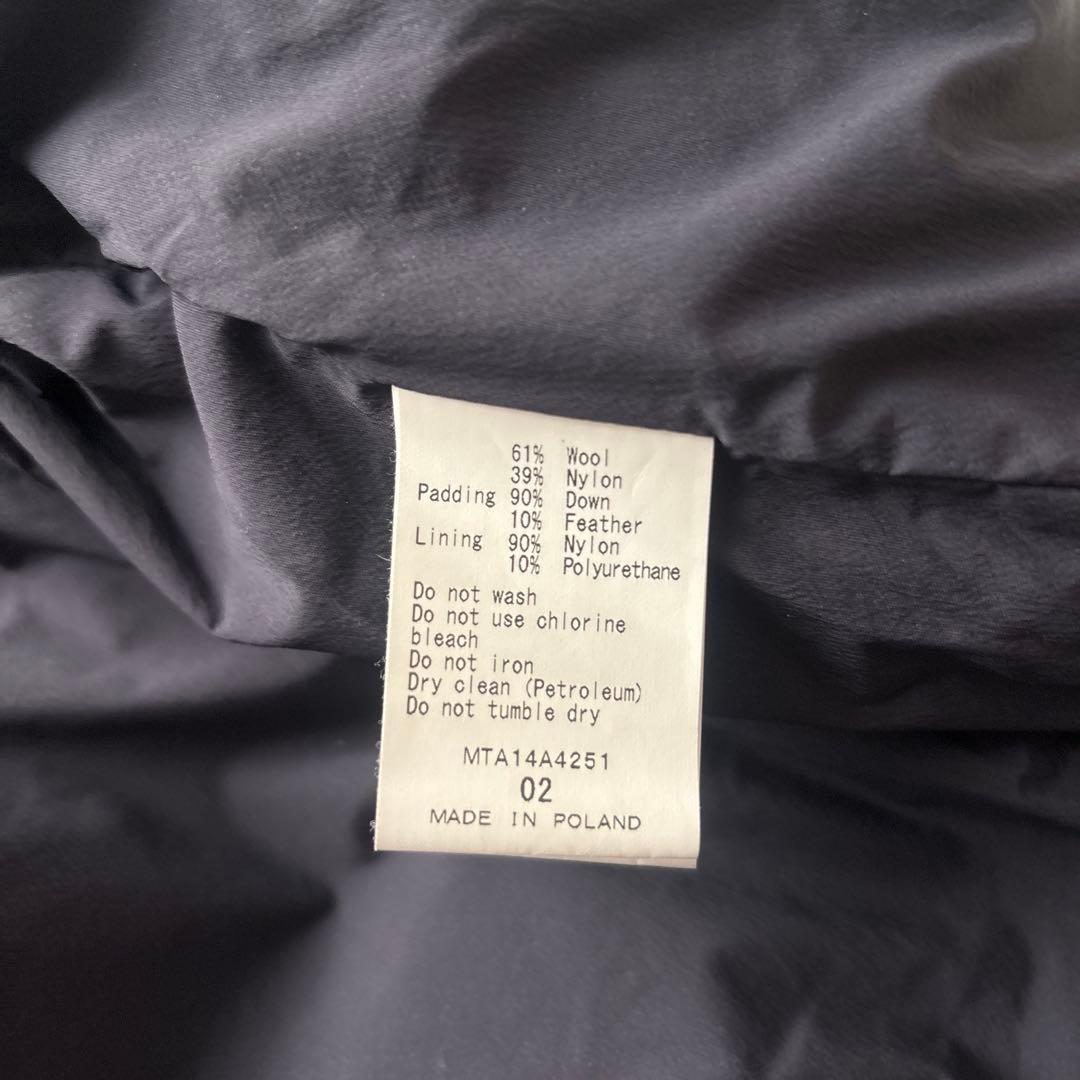 61% Wool
39% Nylon
Padding 90% Down
10% Feather
Lining 90% Nylon
10% Polyurethane
Do not wash
Do not use chlorine
bleach
Do not iron
Dry clean (Petroleum)
Do not tumble dry
MTA14A4251
02
MADE IN POLAND